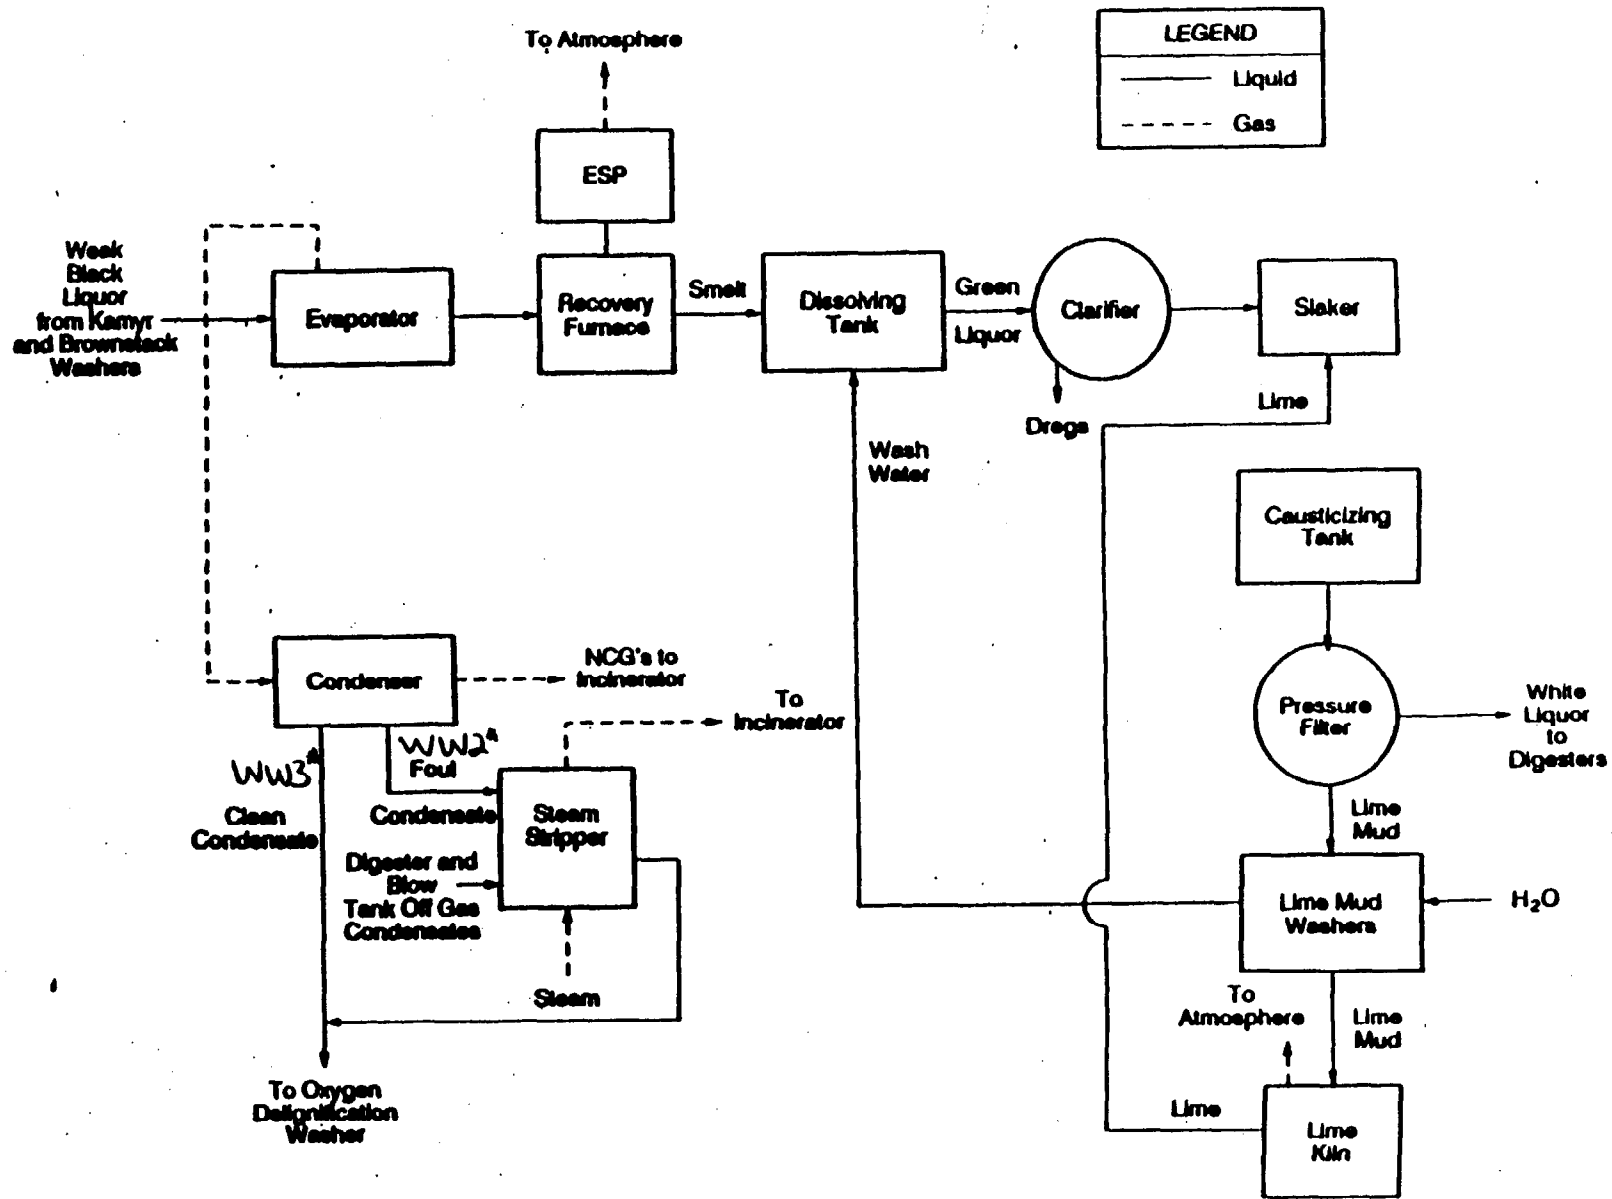 To Atmosphere
LEGEND
Liquid
Gas
ESP
Weak
Black
Liquor
from Kamyr
and Brownstock
Washers
Evaporator
Recovery
Furnace
Smelt
Dissolving
Tank
Green
Liquor
Clarifier
Slaker
Dregs
Lime
Wash
Water
Causticizing
Tank
Condenser
NCG's to
Incinerator
To
Incinerator
Pressure
Filter
White
Liquor
to
Digesters
WW3*
WW2*
Foul
Condensate
Clean
Condensate
Steam
Stripper
Digester and
Blow
Tank Off Gas
Condensates
Steam
Lime
Mud
Lime Mud
Washers
H₂O
To
Atmosphere
Lime
Mud
To Oxygen
Delignification
Washer
Lime
Lime
Kiln